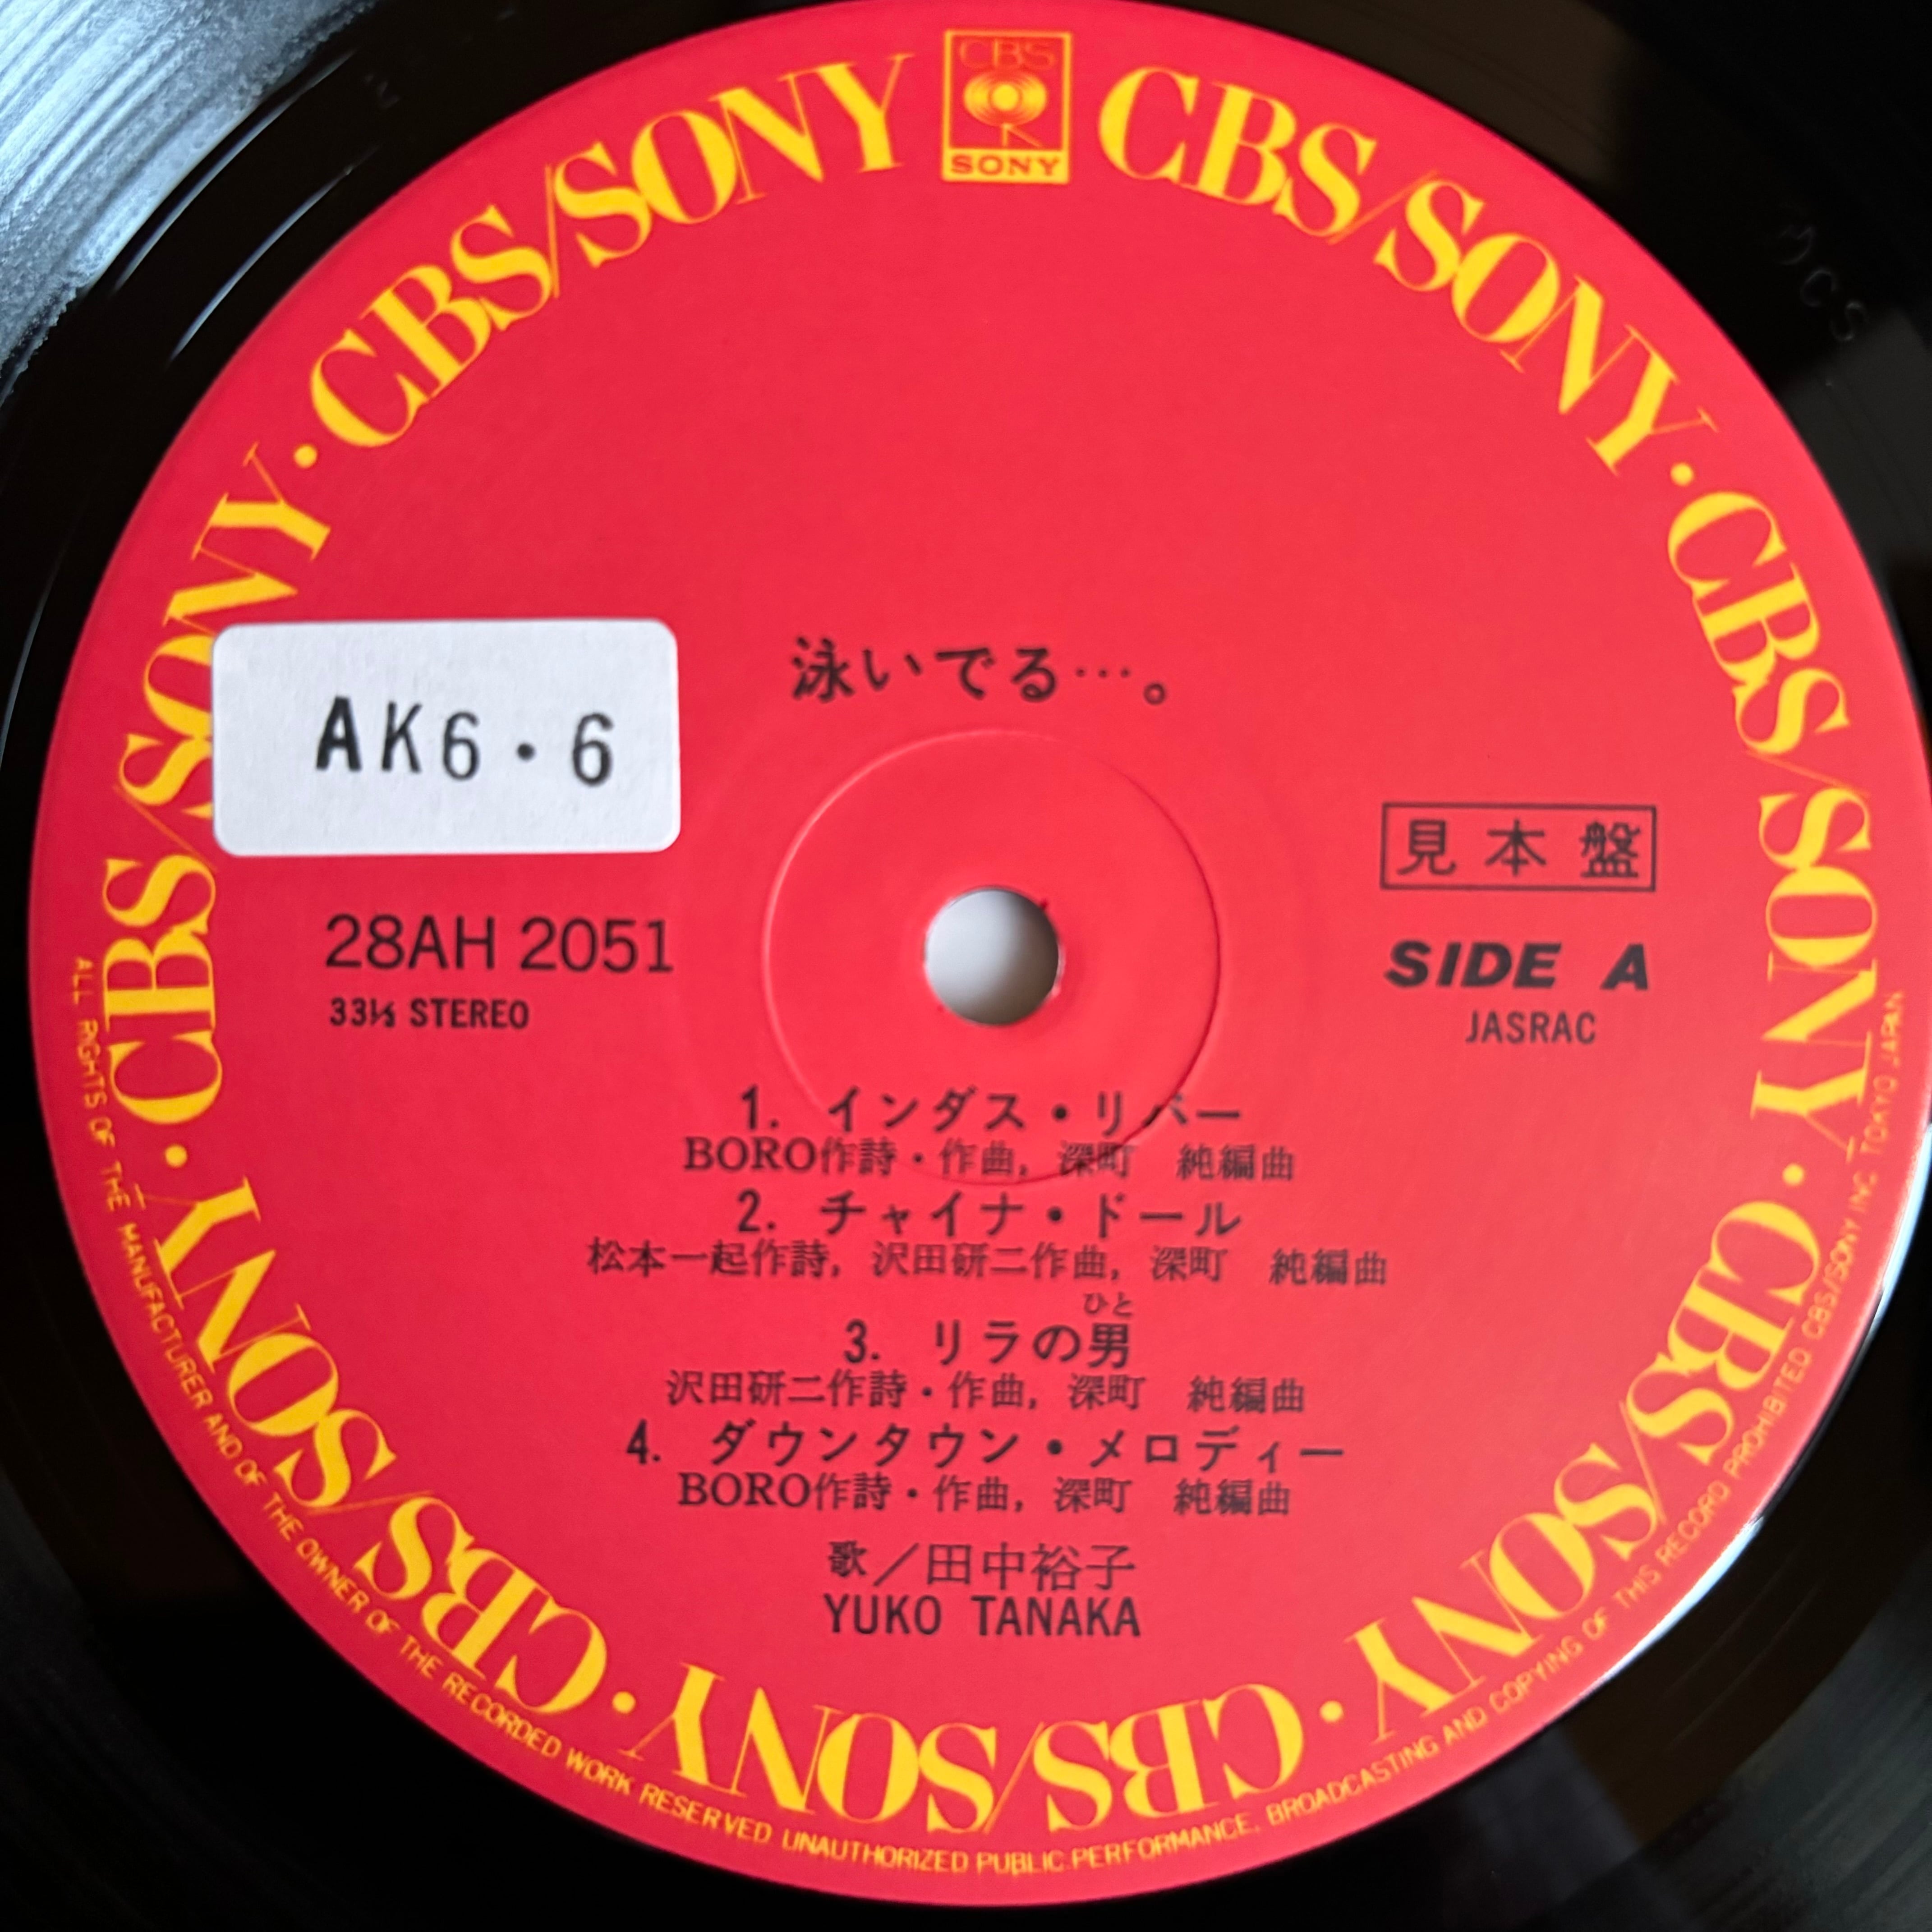 CBS
SONY
CBS/SONY · CBS/SONY · CBS/SONY · CBS/SONY · CBS/SONY · CBS/SONY · CBS/SONY · CBS/SONY
泳いでる…。
AK6・6
見本盤
28AH 2051
SIDE A
33⅓ STEREO
JASRAC
1. インダス・リバー
BORO作詩・作曲, 深町 純編曲
2. チャイナ・ドール
松本一起作詩, 沢田研二作曲, 深町 純編曲
ひと
3. リラの男
沢田研二作詩・作曲, 深町 純編曲
4. ダウンタウン・メロディー
BORO作詩・作曲, 深町 純編曲
歌／田中裕子
YUKO TANAKA
ALL RIGHTS OF THE MANUFACTURER AND OF THE OWNER OF THE RECORDED WORK RESERVED UNAUTHORIZED PUBLIC PERFORMANCE, BROADCASTING AND COPYING OF THIS RECORD PROHIBITED CBS/SONY INC. TOKYO JAPAN